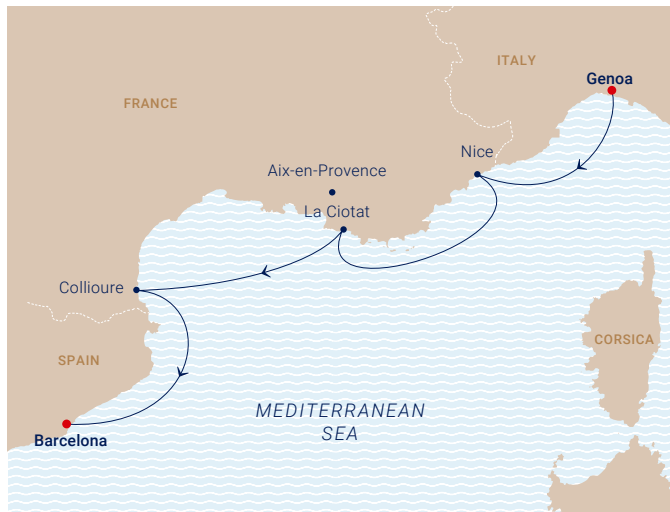 ITALY
Genoa
FRANCE
Nice
Aix-en-Provence
La Ciotat
Collioure
CORSICA
SPAIN
MEDITERRANEAN
SEA
Barcelona